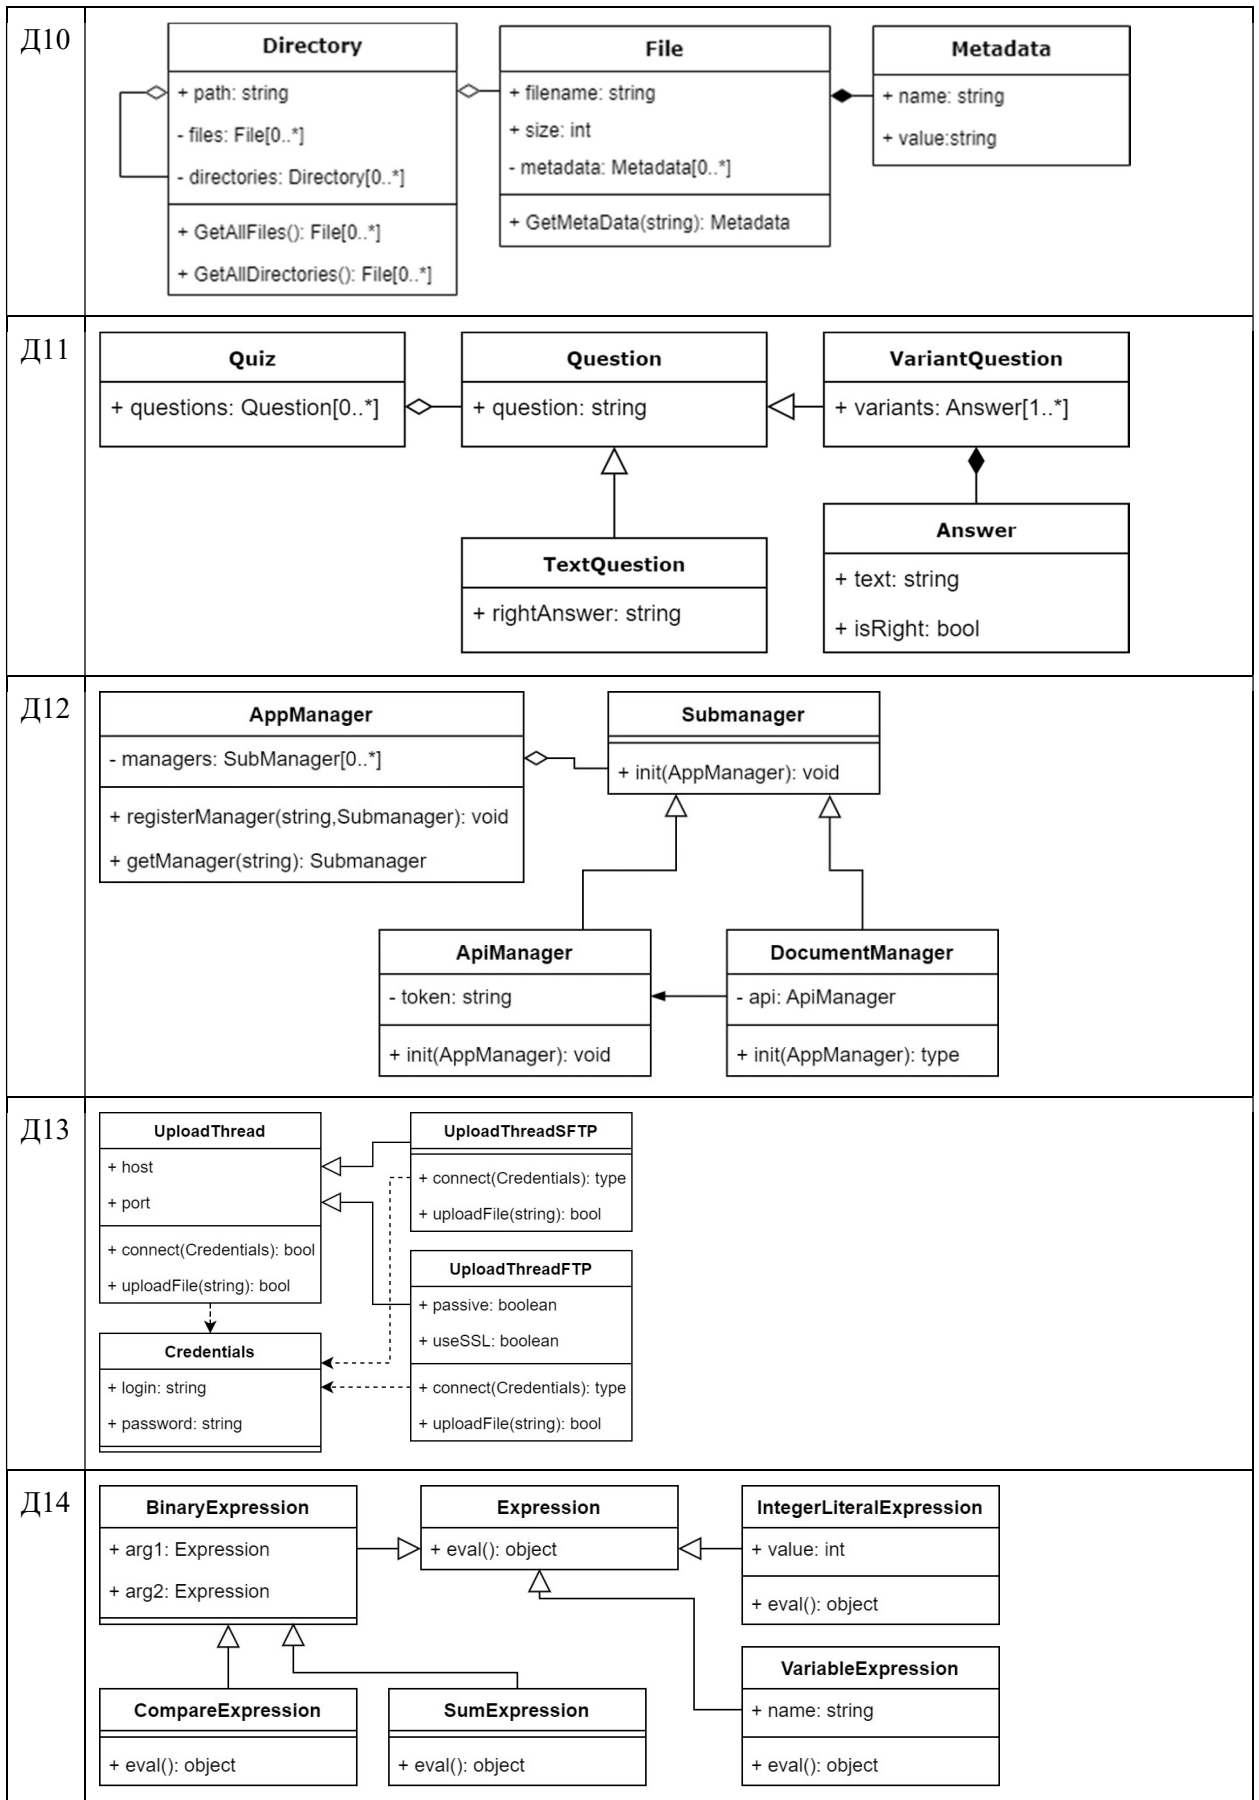 Д10
Directory
+ path: string
- files: File[0..*]
- directories: Directory[0..*]
+ GetAllFiles(): File[0..*]
+ GetAllDirectories(): File[0..*]
File
+ filename: string
+ size: int
- metadata: Metadata[0..*]
+ GetMetaData(string): Metadata
Metadata
+ name: string
+ value:string
Д11
Quiz
+ questions: Question[0..*]
Question
+ question: string
VariantQuestion
+ variants: Answer[1..*]
TextQuestion
+ rightAnswer: string
Answer
+ text: string
+ isRight: bool
Д12
AppManager
- managers: SubManager[0..*]
+ registerManager(string,Submanager): void
+ getManager(string): Submanager
Submanager
+ init(AppManager): void
ApiManager
- token: string
+ init(AppManager): void
DocumentManager
- api: ApiManager
+ init(AppManager): type
Д13
UploadThread
+ host
+ port
+ connect(Credentials): bool
+ uploadFile(string): bool
UploadThreadSFTP
+ connect(Credentials): type
+ uploadFile(string): bool
UploadThreadFTP
+ passive: boolean
+ useSSL: boolean
+ connect(Credentials): type
+ uploadFile(string): bool
Credentials
+ login: string
+ password: string
Д14
BinaryExpression
+ arg1: Expression
+ arg2: Expression
Expression
+ eval(): object
IntegerLiteralExpression
+ value: int
+ eval(): object
VariableExpression
+ name: string
+ eval(): object
CompareExpression
+ eval(): object
SumExpression
+ eval(): object